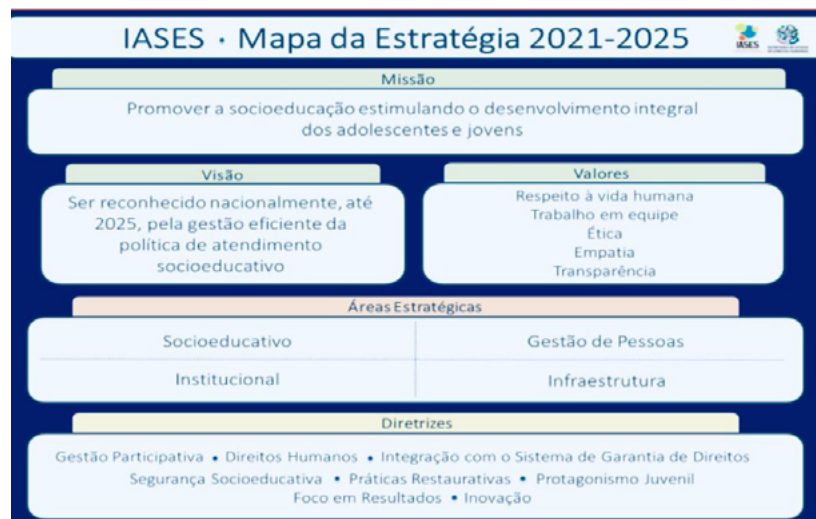 IASES · Mapa da Estratégia 2021-2025
IASES
Missão
Promover a socioeducação estimulando o desenvolvimento integral
dos adolescentes e jovens
Visão
Ser reconhecido nacionalmente, até
2025, pela gestão eficiente da
política de atendimento
socioeducativo
Valores
Respeito à vida humana
Trabalho em equipe
Ética
Empatia
Transparência
Áreas Estratégicas
Socioeducativo
Gestão de Pessoas
Institucional
Infraestrutura
Diretrizes
Gestão Participativa • Direitos Humanos • Integração com o Sistema de Garantia de Direitos
Segurança Socioeducativa • Práticas Restaurativas • Protagonismo Juvenil
Foco em Resultados • Inovação